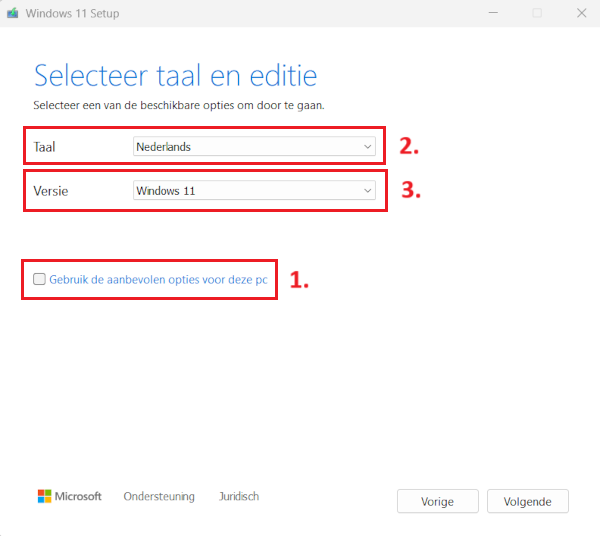 Windows 11 Setup
Selecteer taal en editie
Selecteer een van de beschikbare opties om door te gaan.
Taal Nederlands 2.
Versie Windows 11 3.
Gebruik de aanbevolen opties voor deze pc 1.
Microsoft Ondersteuning Juridisch Vorige Volgende